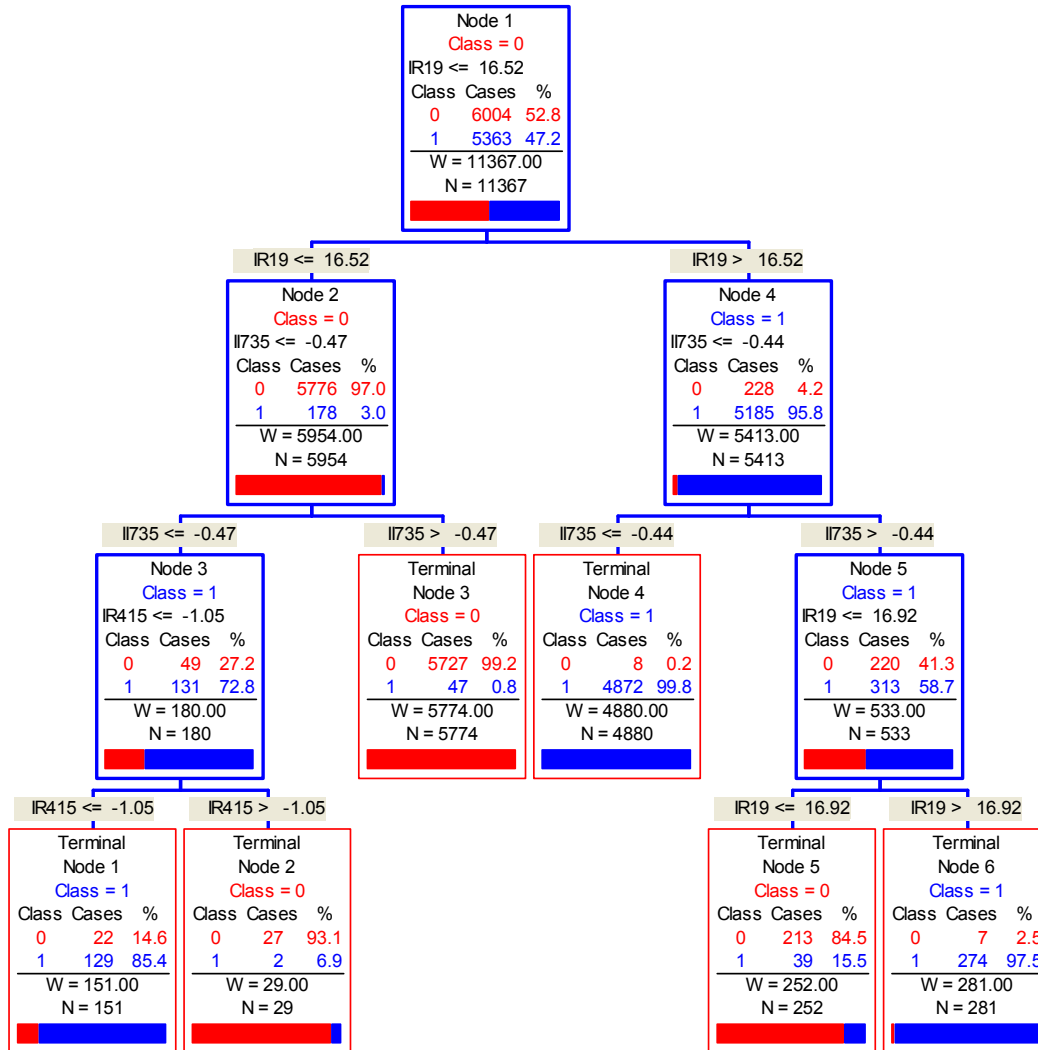 Node 1
Class = 0
IR19 <= 16.52
Class Cases %
0 6004 52.8
1 5363 47.2
W = 11367.00
N = 11367
IR19 <= 16.52
IR19 > 16.52
Node 2
Class = 0
II735 <= -0.47
Class Cases %
0 5776 97.0
1 178 3.0
W = 5954.00
N = 5954
Node 4
Class = 1
II735 <= -0.44
Class Cases %
0 228 4.2
1 5185 95.8
W = 5413.00
N = 5413
II735 <= -0.47
II735 > -0.47
II735 <= -0.44
II735 > -0.44
Node 3
Class = 1
IR415 <= -1.05
Class Cases %
0 49 27.2
1 131 72.8
W = 180.00
N = 180
Terminal
Node 3
Class = 0
Class Cases %
0 5727 99.2
1 47 0.8
W = 5774.00
N = 5774
Terminal
Node 4
Class = 1
Class Cases %
0 8 0.2
1 4872 99.8
W = 4880.00
N = 4880
Node 5
Class = 1
IR19 <= 16.92
Class Cases %
0 220 41.3
1 313 58.7
W = 533.00
N = 533
IR415 <= -1.05
IR415 > -1.05
IR19 <= 16.92
IR19 > 16.92
Terminal
Node 1
Class = 1
Class Cases %
0 22 14.6
1 129 85.4
W = 151.00
N = 151
Terminal
Node 2
Class = 0
Class Cases %
0 27 93.1
1 2 6.9
W = 29.00
N = 29
Terminal
Node 5
Class = 0
Class Cases %
0 213 84.5
1 39 15.5
W = 252.00
N = 252
Terminal
Node 6
Class = 1
Class Cases %
0 7 2.5
1 274 97.5
W = 281.00
N = 281